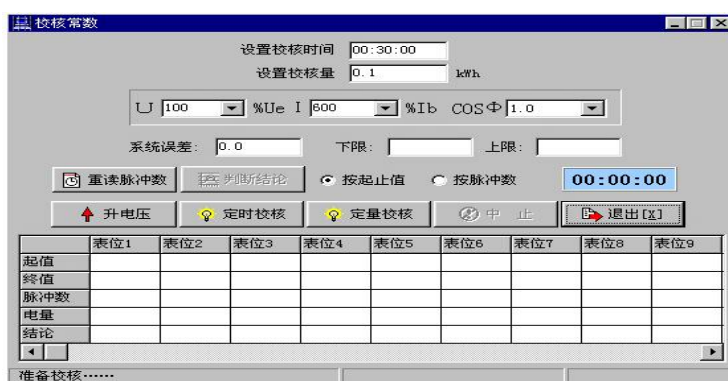 校核常数
设置校核时间 00:30:00
设置校核量 0.1 kWh
U 100 %Ue I 600 %Ib COSΦ 1.0
系统误差: 0.0 下限: 上限:
重读脉冲数 判断结论 按起止值 按脉冲数 00:00:00
升电压 定时校核 定量校核 中 止 退出[X]
表位1 表位2 表位3 表位4 表位5 表位6 表位7 表位8 表位9
起值
终值
脉冲数
电量
结论
准备校核……